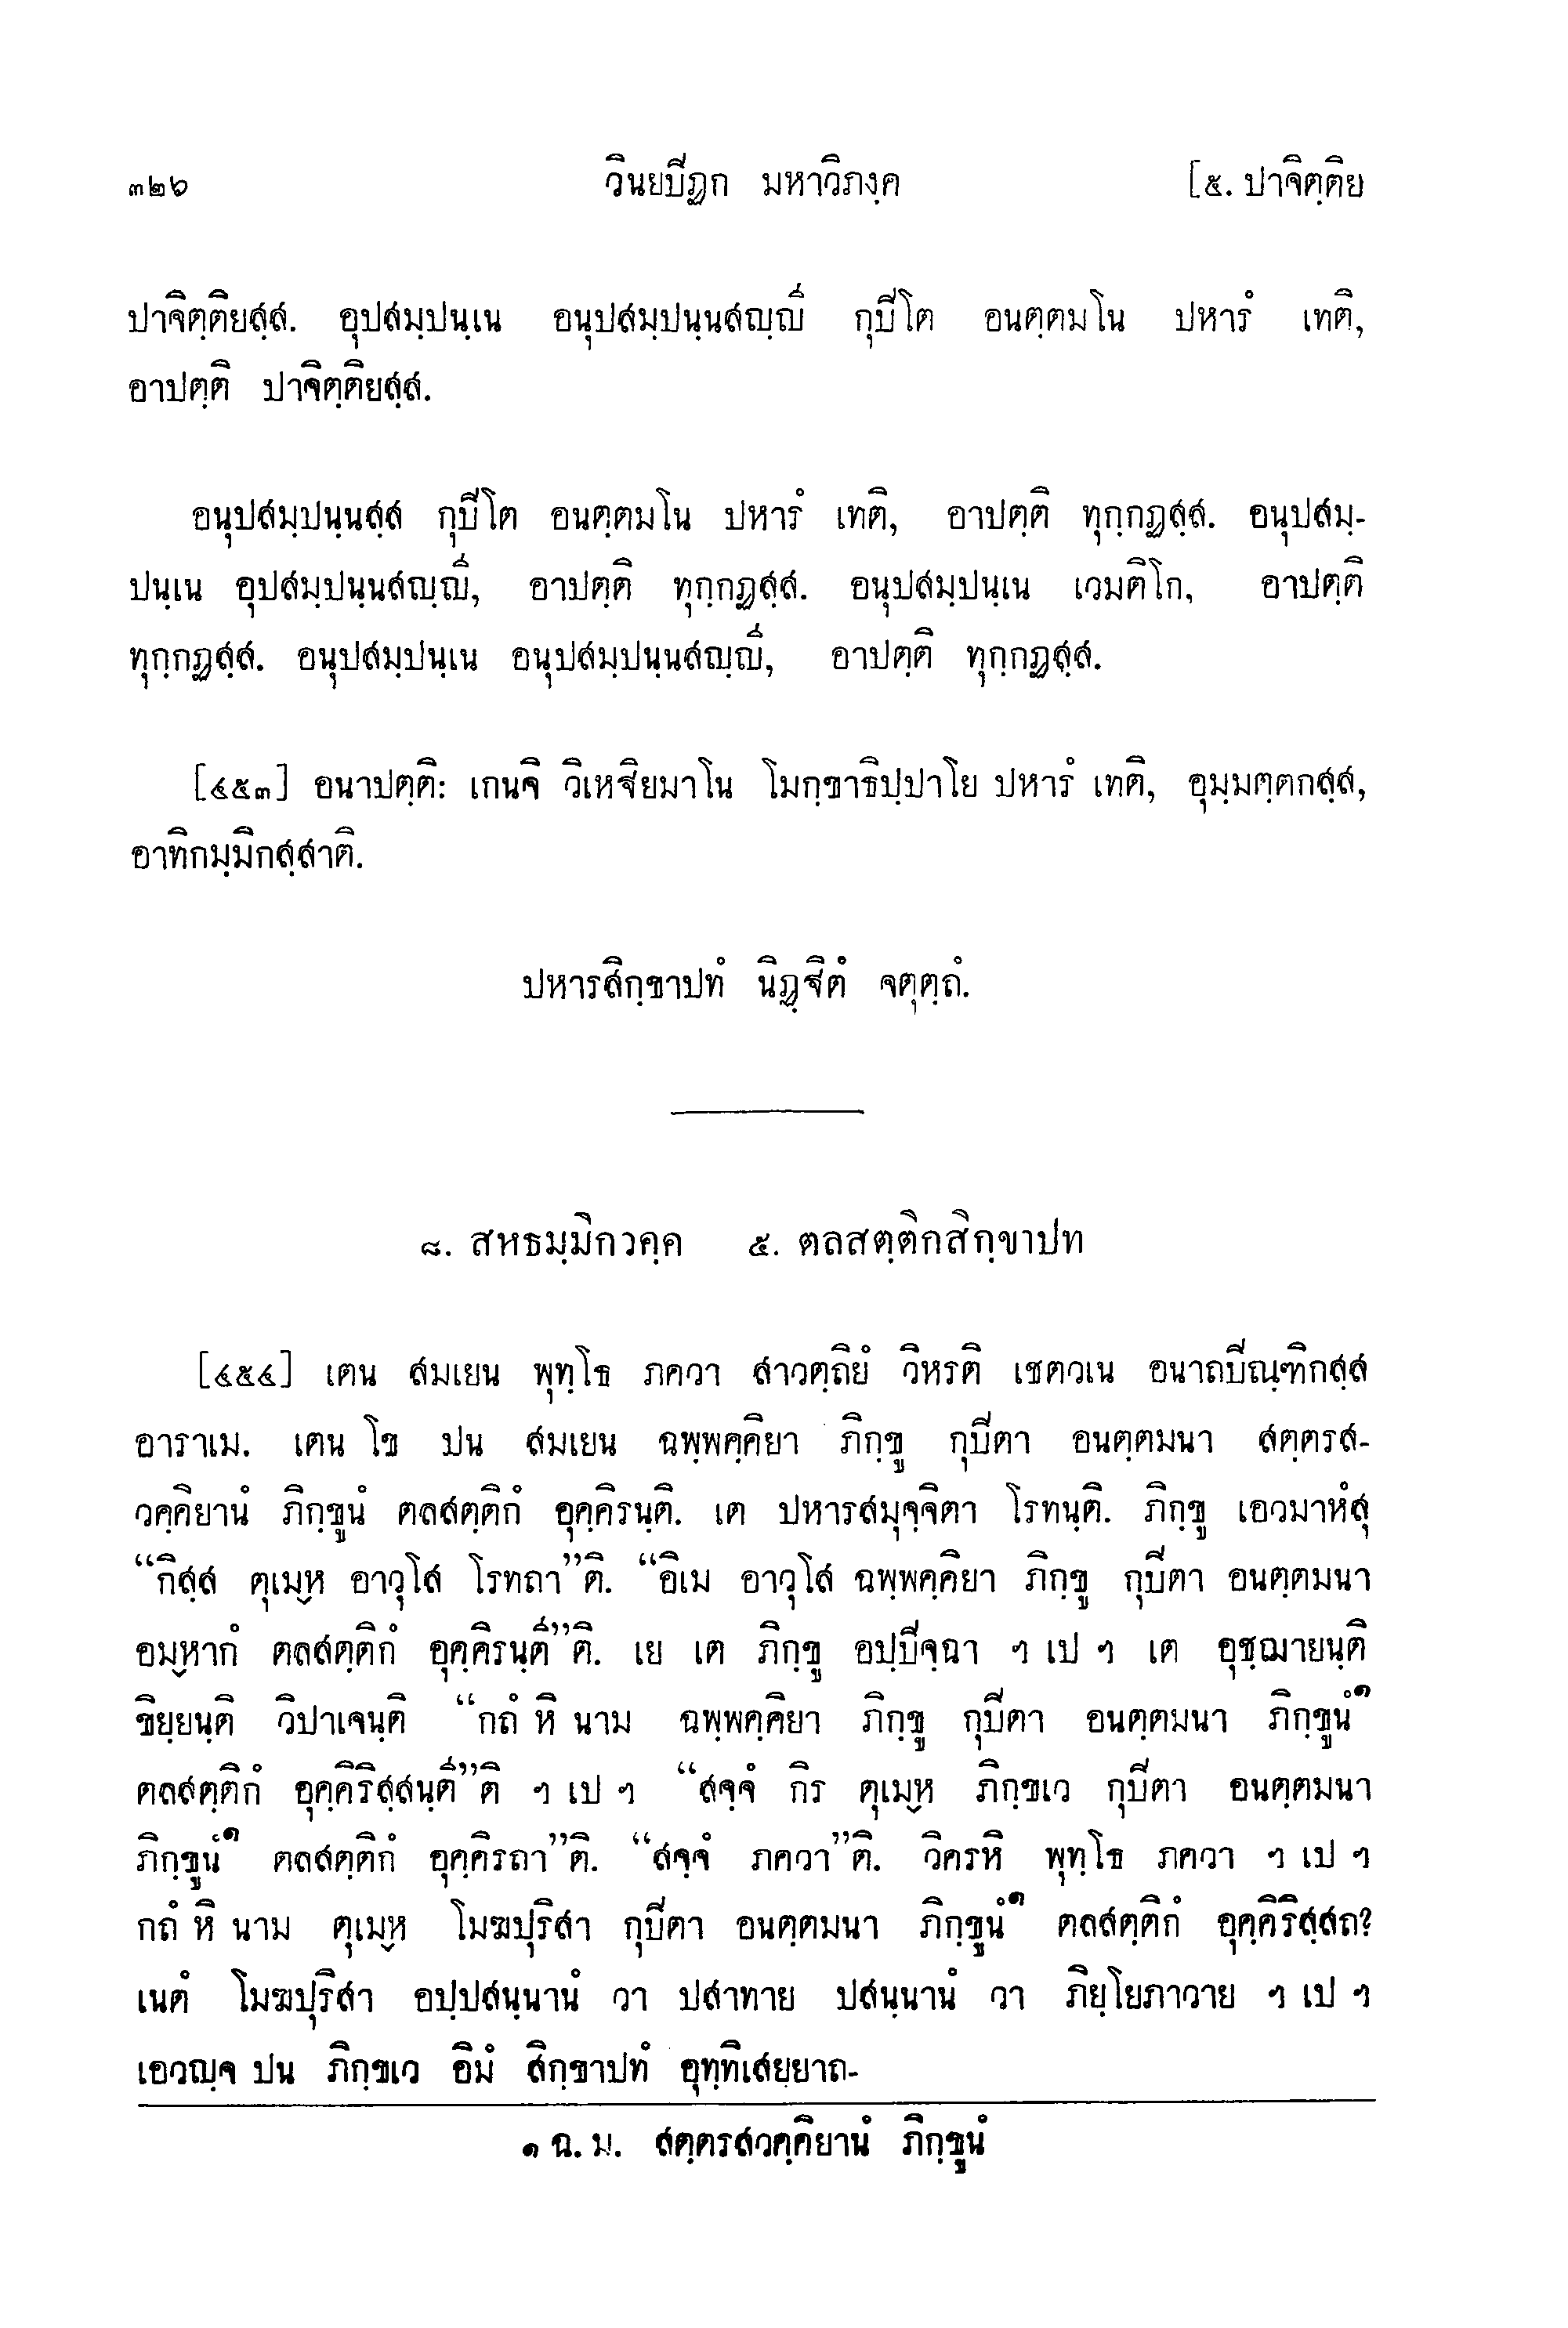 ๓๒๖ วินยปิฏก มหาวิภงฺค [๕. ปาจิตฺติย
ปาจิตฺติยสฺส. อุปสมฺปนฺเน อนุปสมฺปนฺนสญฺญี กุปิโต อนตฺตมโน ปหารํ เทติ,
อาปตฺติ ปาจิตฺติยสฺส.
อนุปสมฺปนฺนสฺส กุปิโต อนตฺตมโน ปหารํ เทติ, อาปตฺติ ทุกฺกฏสฺส. อนุปสมฺ-
ปนฺเน อุปสมฺปนฺนสญฺญี, อาปตฺติ ทุกฺกฏสฺส. อนุปสมฺปนฺเน เวมติโก, อาปตฺติ
ทุกฺกฏสฺส. อนุปสมฺปนฺเน อนุปสมฺปนฺนสญฺญี, อาปตฺติ ทุกฺกฏสฺส.
[๔๕๓] อนาปตฺติ: เกนจิ วิเหฐิยมาโน โมกฺขาธิปฺปาโย ปหารํ เทติ, อุมฺมตฺตกสฺส,
อาทิกมฺมิกสฺสาติ.
ปหารสิกฺขาปทํ นิฏฺฐิตํ จตุตฺถํ.
๘. สหธมฺมิกวคฺค ๕. ตลสตฺติกสิกฺขาปท
[๔๕๔] เตน สมเยน พุทฺโธ ภควา สาวตฺถิยํ วิหรติ เชตวเน อนาถปิณฺฑิกสฺส
อาราเม. เตน โข ปน สมเยน ฉพฺพคฺคิยา ภิกฺขู กุปิตา อนตฺตมนา สตฺตรส-
วคฺคิยานํ ภิกฺขูนํ ตลสตฺติกํ อุคฺคิรนฺติ. เต ปหารสมุจฺจิตา โรทนฺติ. ภิกฺขู เอวมาหํสุ
“กิสฺส ตุเมฺห อาวุโส โรทถา”ติ. “อิเม อาวุโส ฉพฺพคฺคิยา ภิกฺขู กุปิตา อนตฺตมนา
อมฺหากํ ตลสตฺติกํ อุคฺคิรนฺตี”ติ. เย เต ภิกฺขู อปฺปิจฺฉา ฯ เป ฯ เต อุชฺฌายนฺติ
ขิยฺยนฺติ วิปาเจนฺติ “กถํ หิ นาม ฉพฺพคฺคิยา ภิกฺขู กุปิตา อนตฺตมนา ภิกฺขูนํ๑
ตลสตฺติกํ อุคฺคิริสฺสนฺตี”ติ ฯ เป ฯ “สจฺจํ กิร ตุเมฺห ภิกฺขเว กุปิตา อนตฺตมนา
ภิกฺขูนํ๑ ตลสตฺติกํ อุคฺคิรถา”ติ. “สจฺจํ ภควา”ติ. วิครหิ พุทฺโธ ภควา ฯ เป ฯ
กถํ หิ นาม ตุเมฺห โมฆปุริสา กุปิตา อนตฺตมนา ภิกฺขูนํ๑ ตลสตฺติกํ อุคฺคิริสฺสถ?
เนตํ โมฆปุริสา อปฺปสนฺนานํ วา ปสาทาย ปสนฺนานํ วา ภิยฺโยภาวาย ฯ เป ฯ
เอวญฺจ ปน ภิกฺขเว อิมํ สิกฺขาปทํ อุทฺทิเสยฺยาถ-
๑ ฉ. ม. สตฺตรสวคฺคิยานํ ภิกฺขูนํ